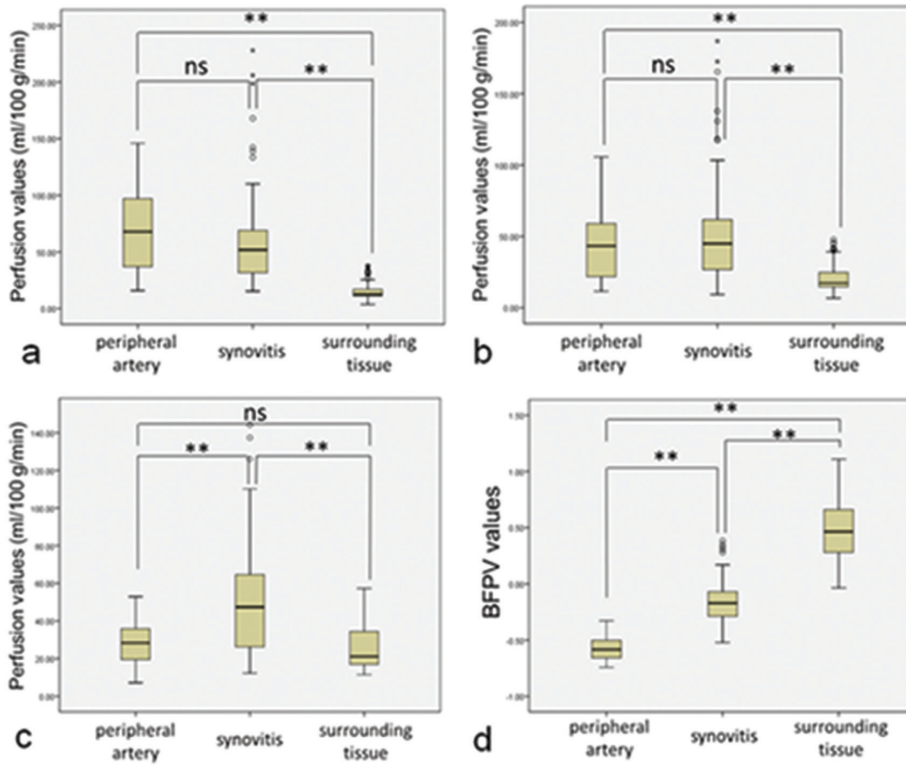 **
ns
**
Perfusion values (ml/100 g/min)
250.00
200.00
150.00
100.00
50.00
0.00
peripheral artery
synovitis
surrounding tissue
a
**
ns
**
Perfusion values (ml/100 g/min)
200.00
150.00
100.00
50.00
0.00
peripheral artery
synovitis
surrounding tissue
b
ns
**
**
Perfusion values (ml/100 g/min)
140.00
120.00
100.00
80.00
60.00
40.00
20.00
0.00
peripheral artery
synovitis
surrounding tissue
c
**
**
**
BFPV values
1.50
1.00
0.50
0.00
-0.50
-1.00
peripheral artery
synovitis
surrounding tissue
d